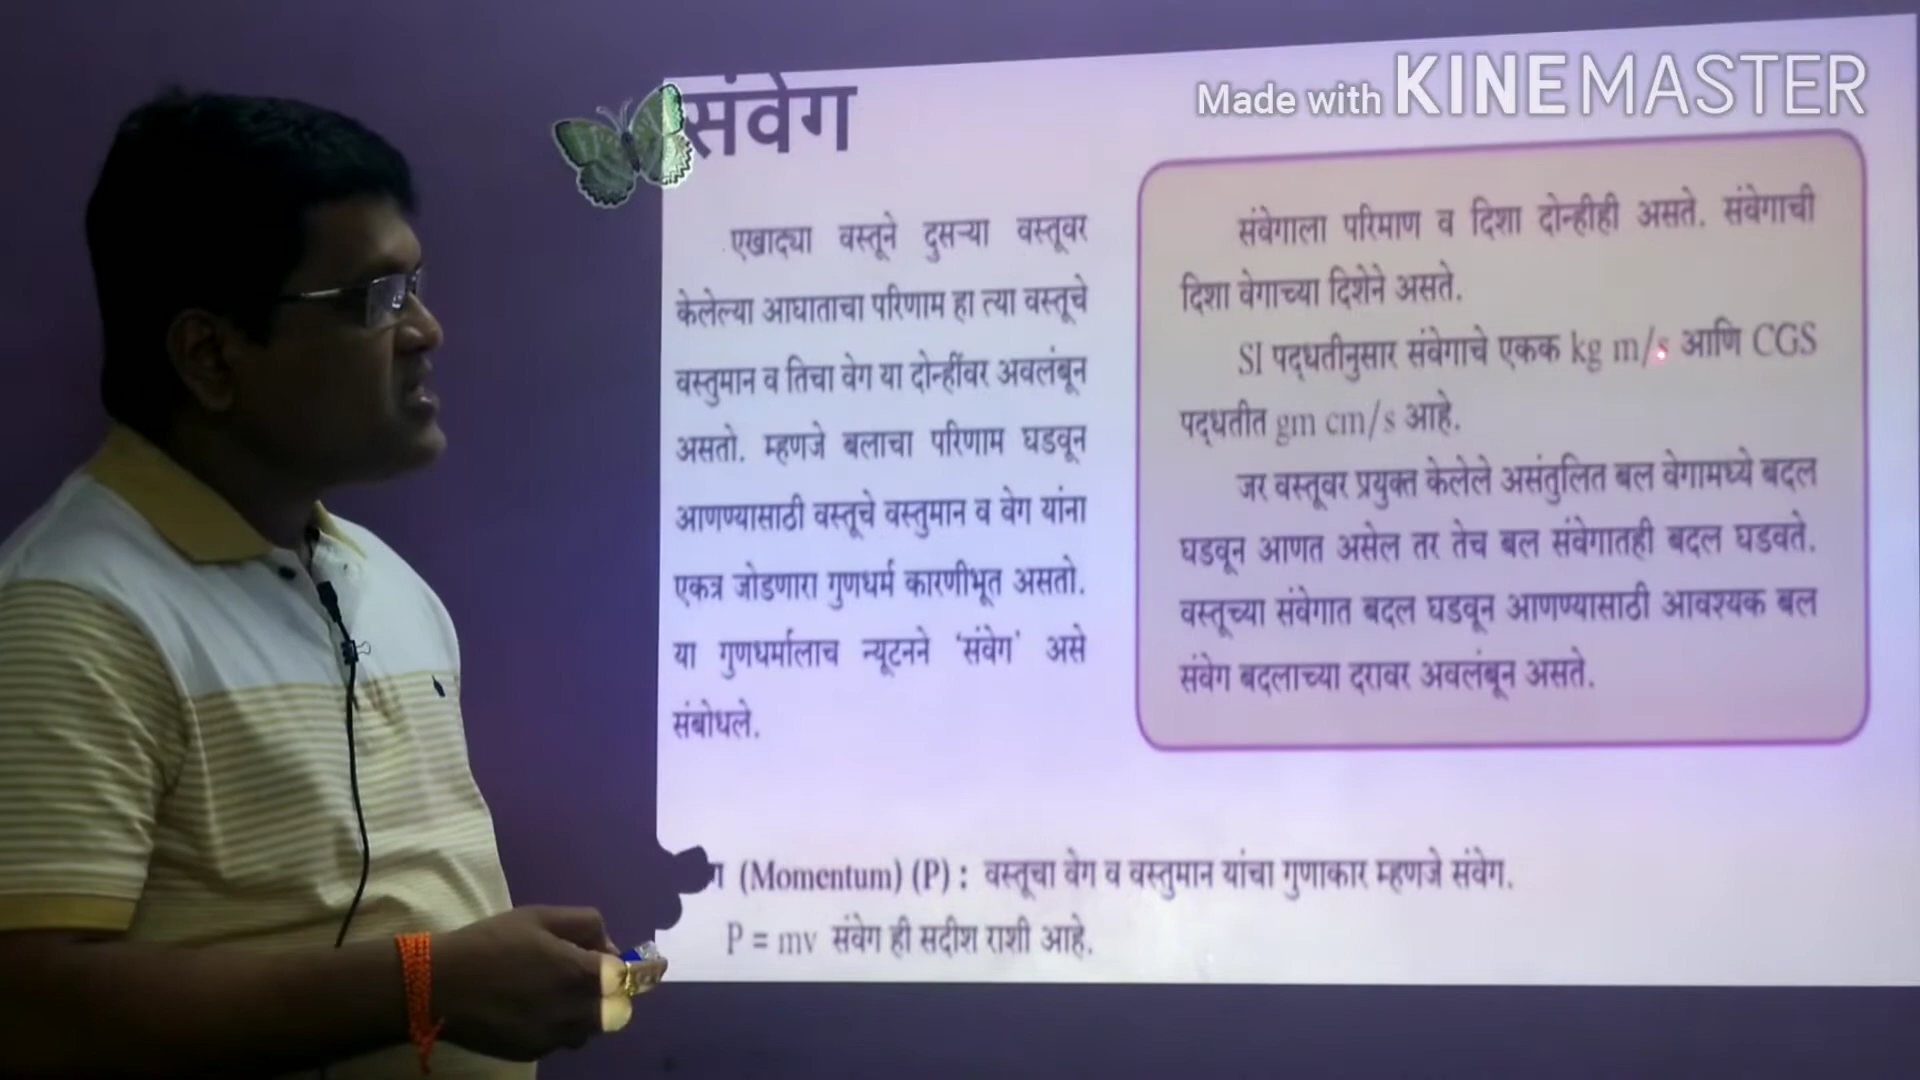 संवेग
Made with KINEMASTER
एखाद्या वस्तूने दुसऱ्या वस्तूवर
केलेल्या आघाताचा परिणाम हा त्या वस्तूचे
वस्तुमान व तिचा वेग या दोन्हींवर अवलंबून
असतो. म्हणजे बलाचा परिणाम घडवून
आणण्यासाठी वस्तूचे वस्तुमान व वेग यांना
एकत्र जोडणारा गुणधर्म कारणीभूत असतो.
या गुणधर्मालाच न्यूटनने ‘संवेग’ असे
संबोधले.
संवेगाला परिमाण व दिशा दोन्हीही असते. संवेगाची
दिशा वेगाच्या दिशेने असते.
SI पद्धतीनुसार संवेगाचे एकक kg m/s आणि CGS
पद्धतीत gm cm/s आहे.
जर वस्तूवर प्रयुक्त केलेले असंतुलित बल वेगामध्ये बदल
घडवून आणत असेल तर तेच बल संवेगातही बदल घडवते.
वस्तूच्या संवेगात बदल घडवून आणण्यासाठी आवश्यक बल
संवेग बदलाच्या दरावर अवलंबून असते.
ग (Momentum) (P) : वस्तूचा वेग व वस्तुमान यांचा गुणाकार म्हणजे संवेग.
P = mv संवेग ही सदीश राशी आहे.